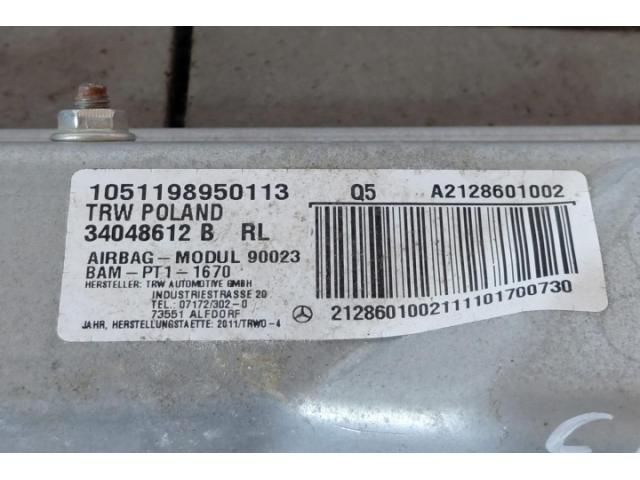 1051198950113
TRW POLAND
34048612 B RL
AIRBAG-MODUL 90023
BAM-PT1-1670
HERSTELLER: TRW AUTOMOTIVE GMBH
INDUSTRIESTRASSE 20
TEL.: 07172/302-0
73551 ALFDORF
JAHR, HERSTELLUNGSTAETTE: 2011/TRWO-4
Q5 A2128601002
2128601002111101700730